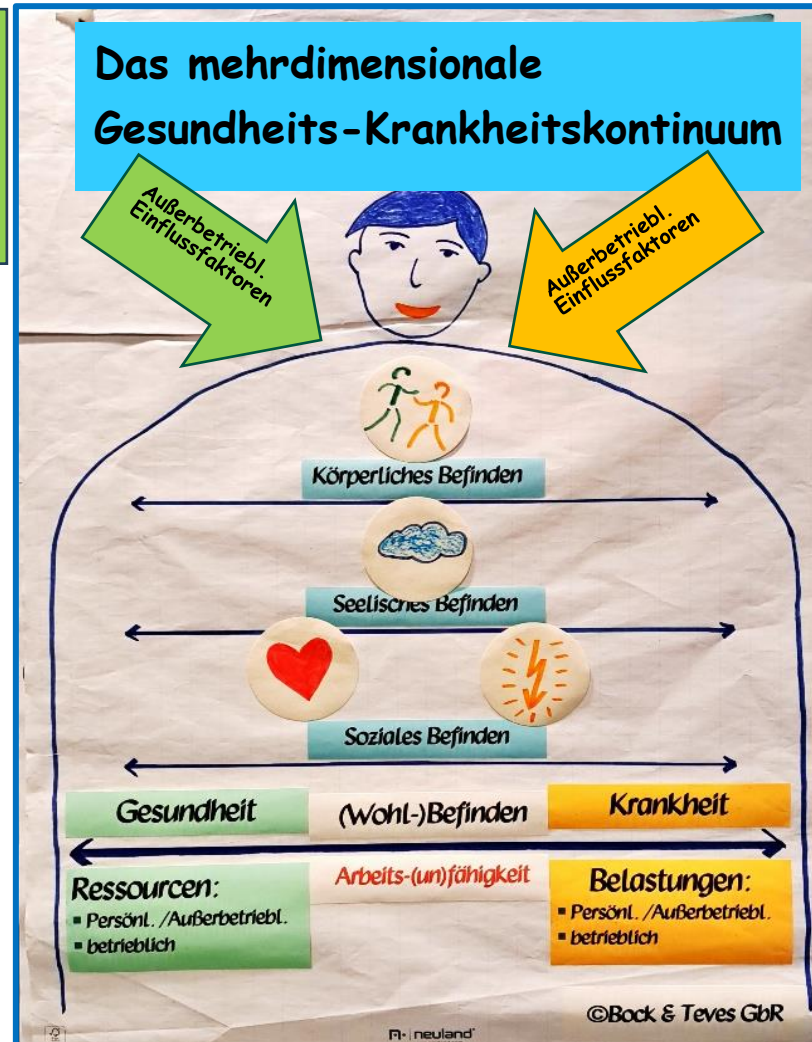 Das mehrdimensionale
Gesundheits-Krankheitskontinuum
Außerbetriebl.
Einflussfaktoren
Außerbetriebl.
Einflussfaktoren
Körperliches Befinden
Seelisches Befinden
Soziales Befinden
Gesundheit
(Wohl-)Befinden
Krankheit
Ressourcen:
▪ Persönl. /Außerbetriebl.
▪ betrieblich
Arbeits-(un)fähigkeit
Belastungen:
▪ Persönl. /Außerbetriebl.
▪ betrieblich
©Bock & Teves GbR
neuland